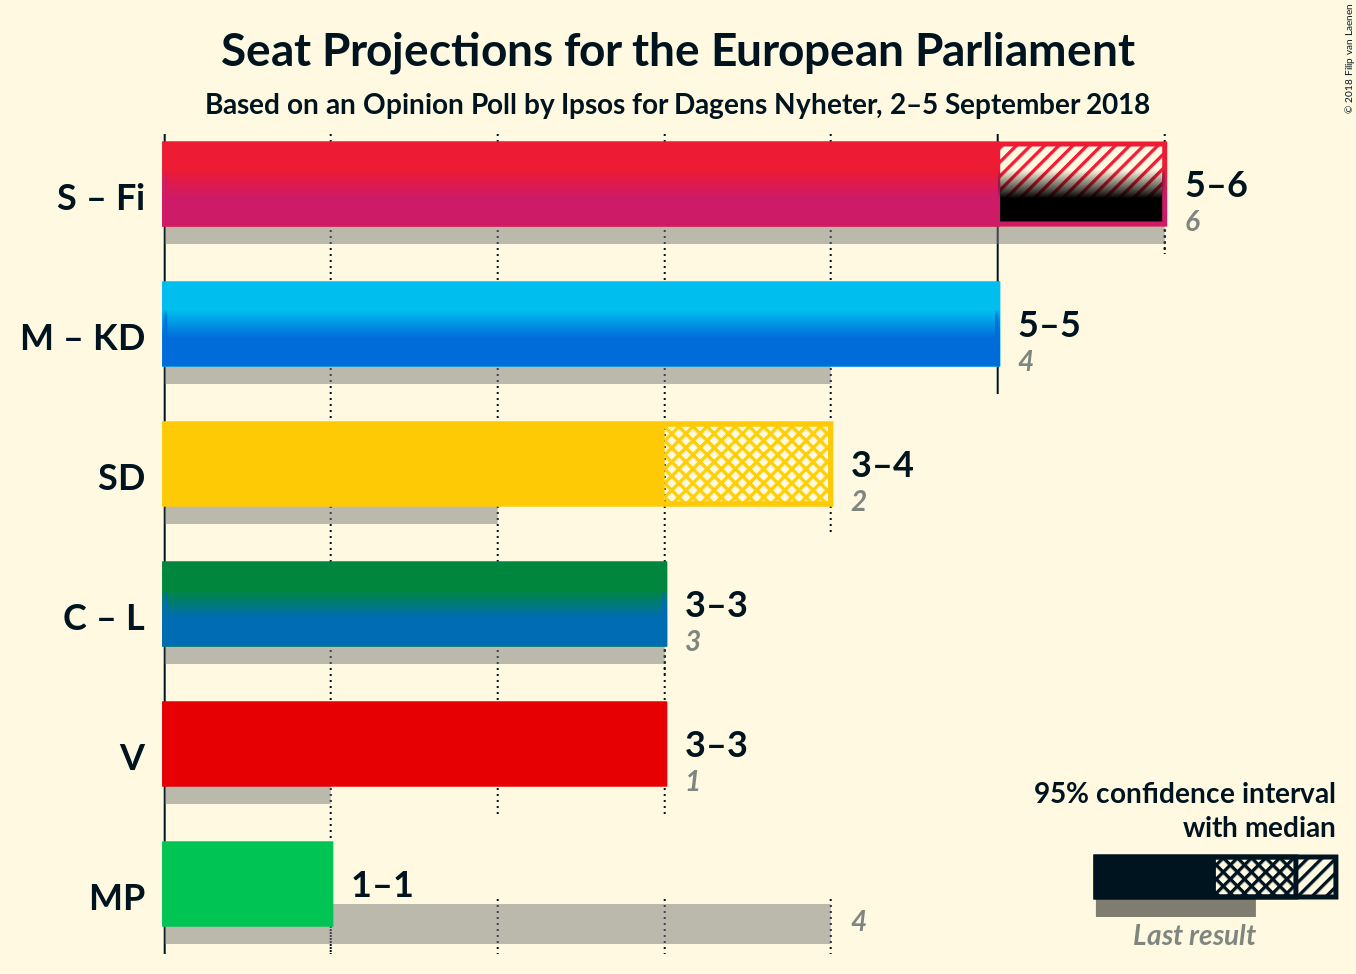 Seat Projections for the European Parliament
Based on an Opinion Poll by Ipsos for Dagens Nyheter, 2–5 September 2018
© 2018 Filip van Laenen
S – Fi
5–6
6
M – KD
5–5
4
SD
3–4
2
C – L
3–3
3
V
3–3
1
MP
1–1
4
95% confidence interval
with median
Last result